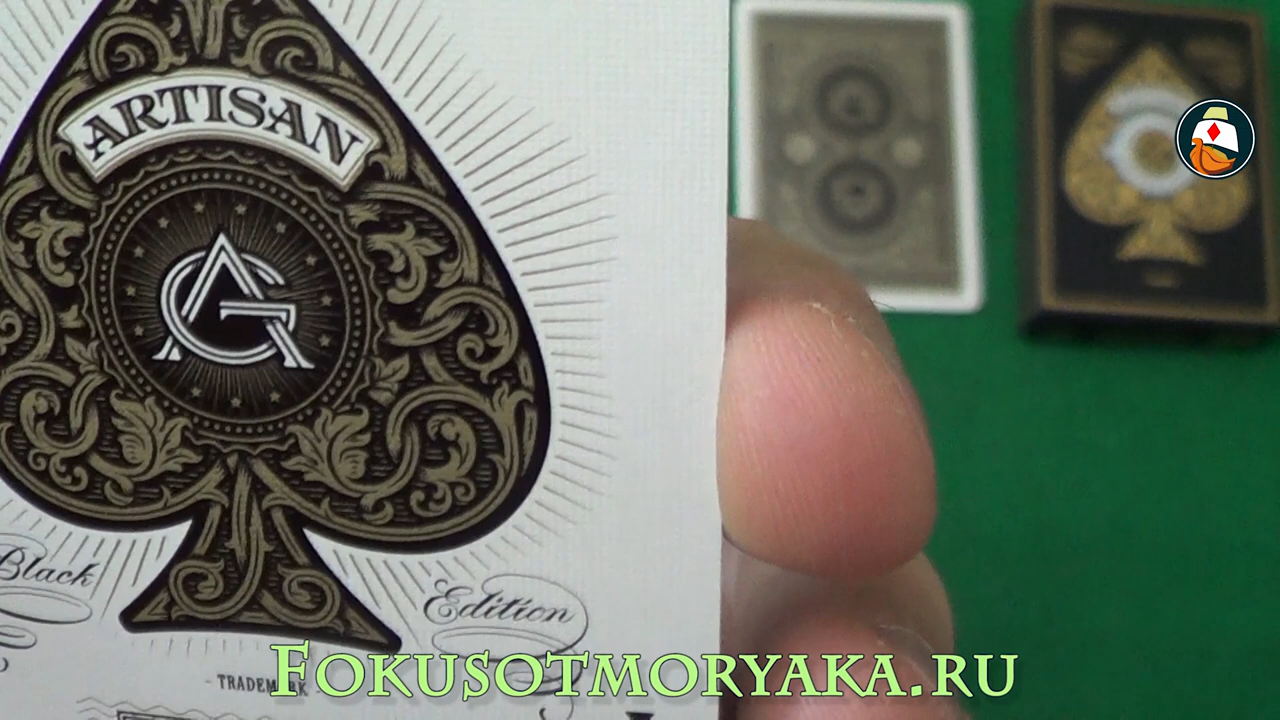 ARTISAN
AG
Black Edition
- TRADEMARK -
FOKUSOTMORYAKA.RU